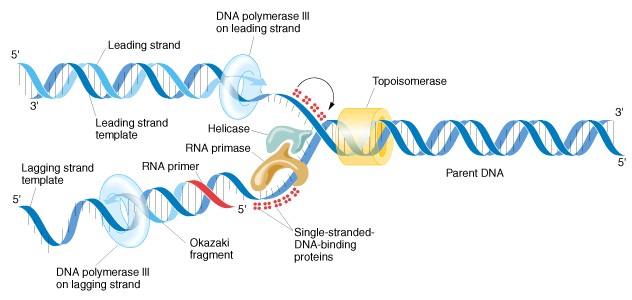 DNA polymerase III
on leading strand
Leading strand
5'
3'
Topoisomerase
Leading strand
template
Helicase
RNA primase
3'
5'
Parent DNA
Lagging strand
template
RNA primer
5'
5'
Okazaki
fragment
Single-stranded-
DNA-binding
proteins
DNA polymerase III
on lagging strand